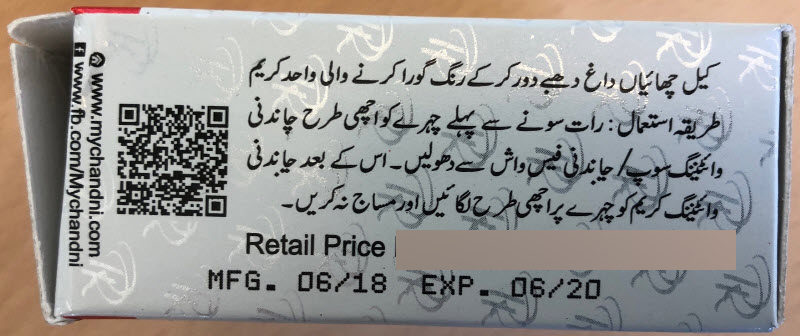 کیل چھائیاں داغ دھبے دور کر کے رنگ گورا کرنے والی واحد کریم
طریقہ استعمال: رات سونے سے پہلے چہرے کو اچھی طرح چاندنی
وائٹننگ سوپ/ چاندنی فیس واش سے دھولیں۔ اس کے بعد چاندنی
وائٹننگ کریم کو چہرے پر اچھی طرح لگائیں اور مساج نہ کریں۔
Retail Price
MFG. 06/18 EXP. 06/20
www.mychandni.com
www.fb.com/Mychandni